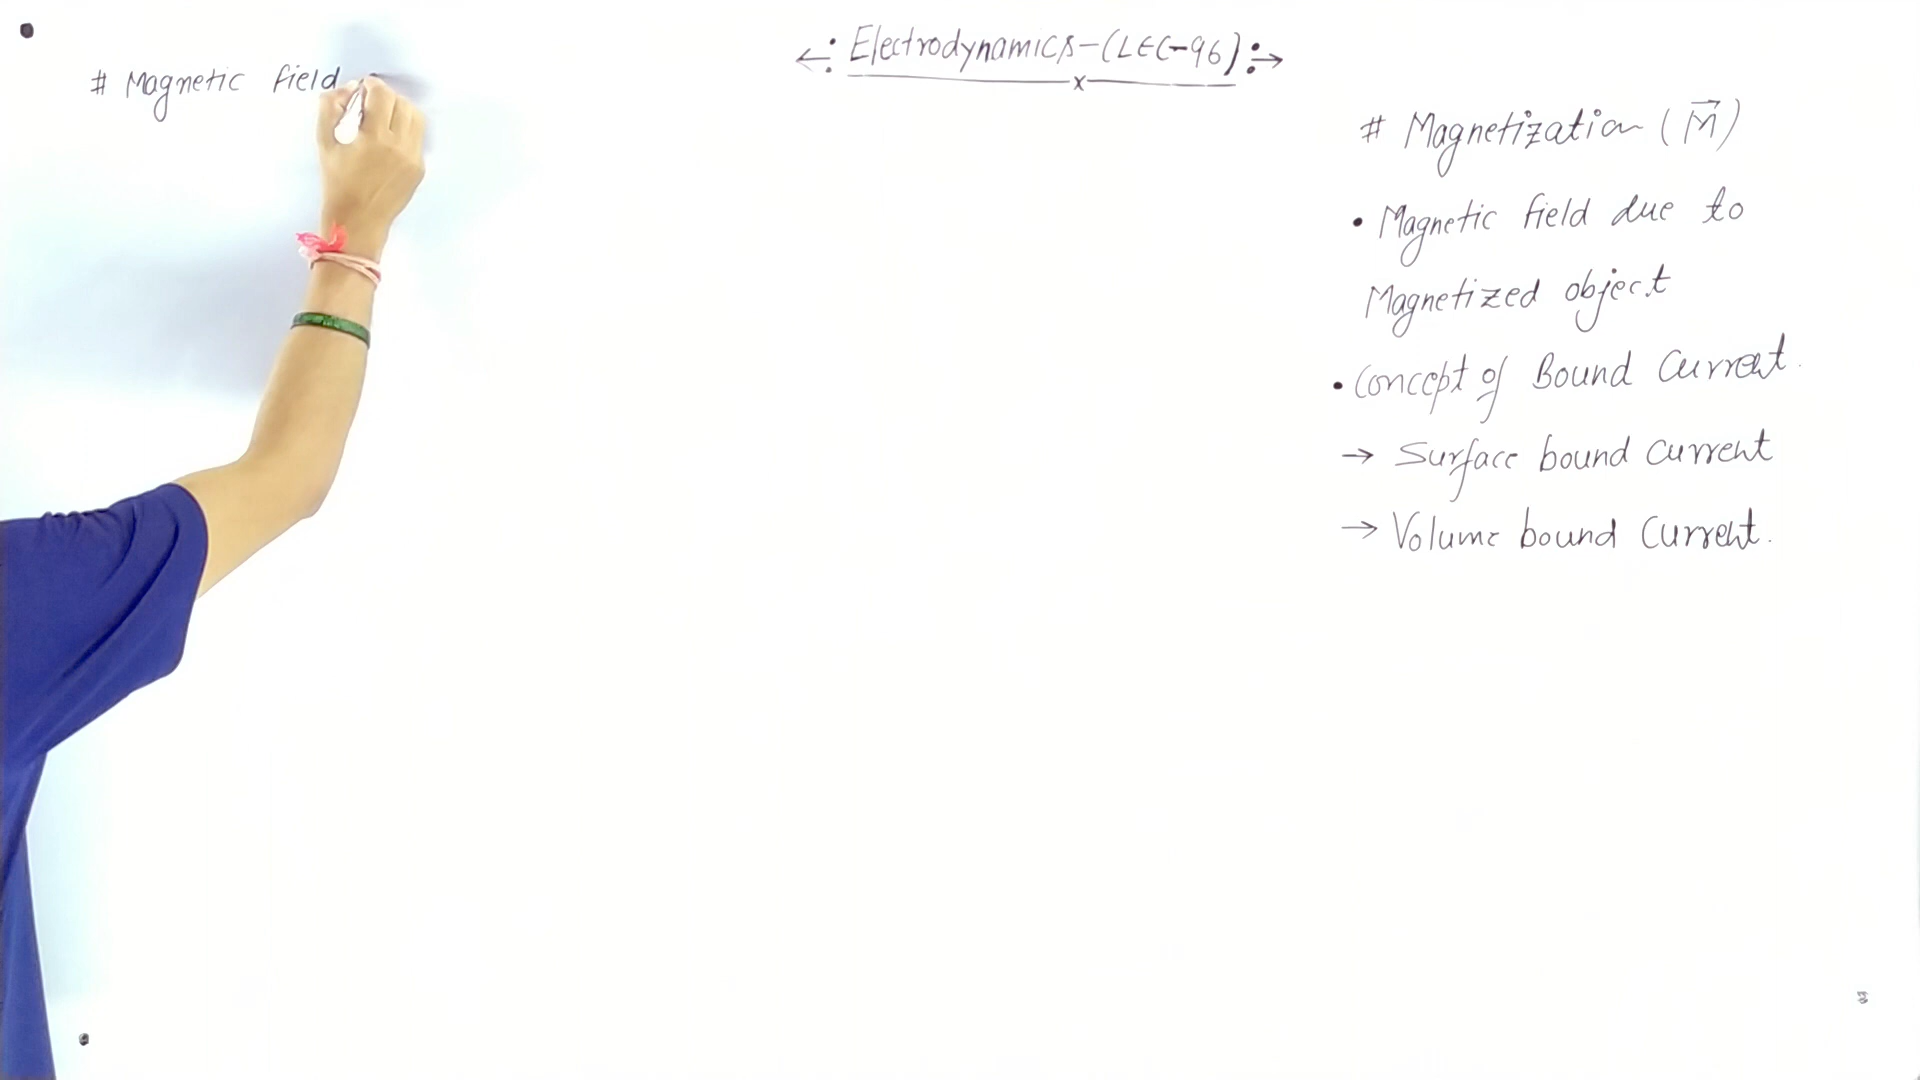 Electrodynamics-(LEC-96)
# Magnetic field
# Magnetization (M⃗)
• Magnetic field due to
Magnetized object
• Concept of Bound Current.
→ Surface bound current
→ Volume bound current.